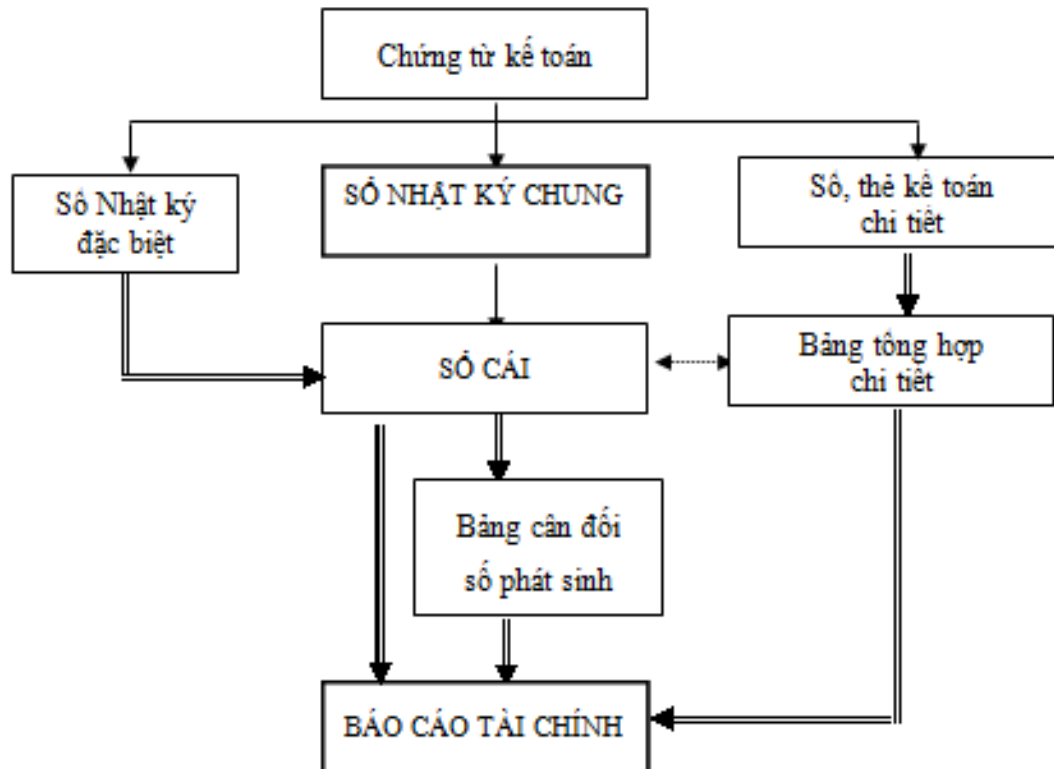 Chứng từ kế toán
Sổ Nhật ký
đặc biệt
SỔ NHẬT KÝ CHUNG
Sổ, thẻ kế toán
chi tiết
SỔ CÁI
Bảng tổng hợp
chi tiết
Bảng cân đối
số phát sinh
BÁO CÁO TÀI CHÍNH